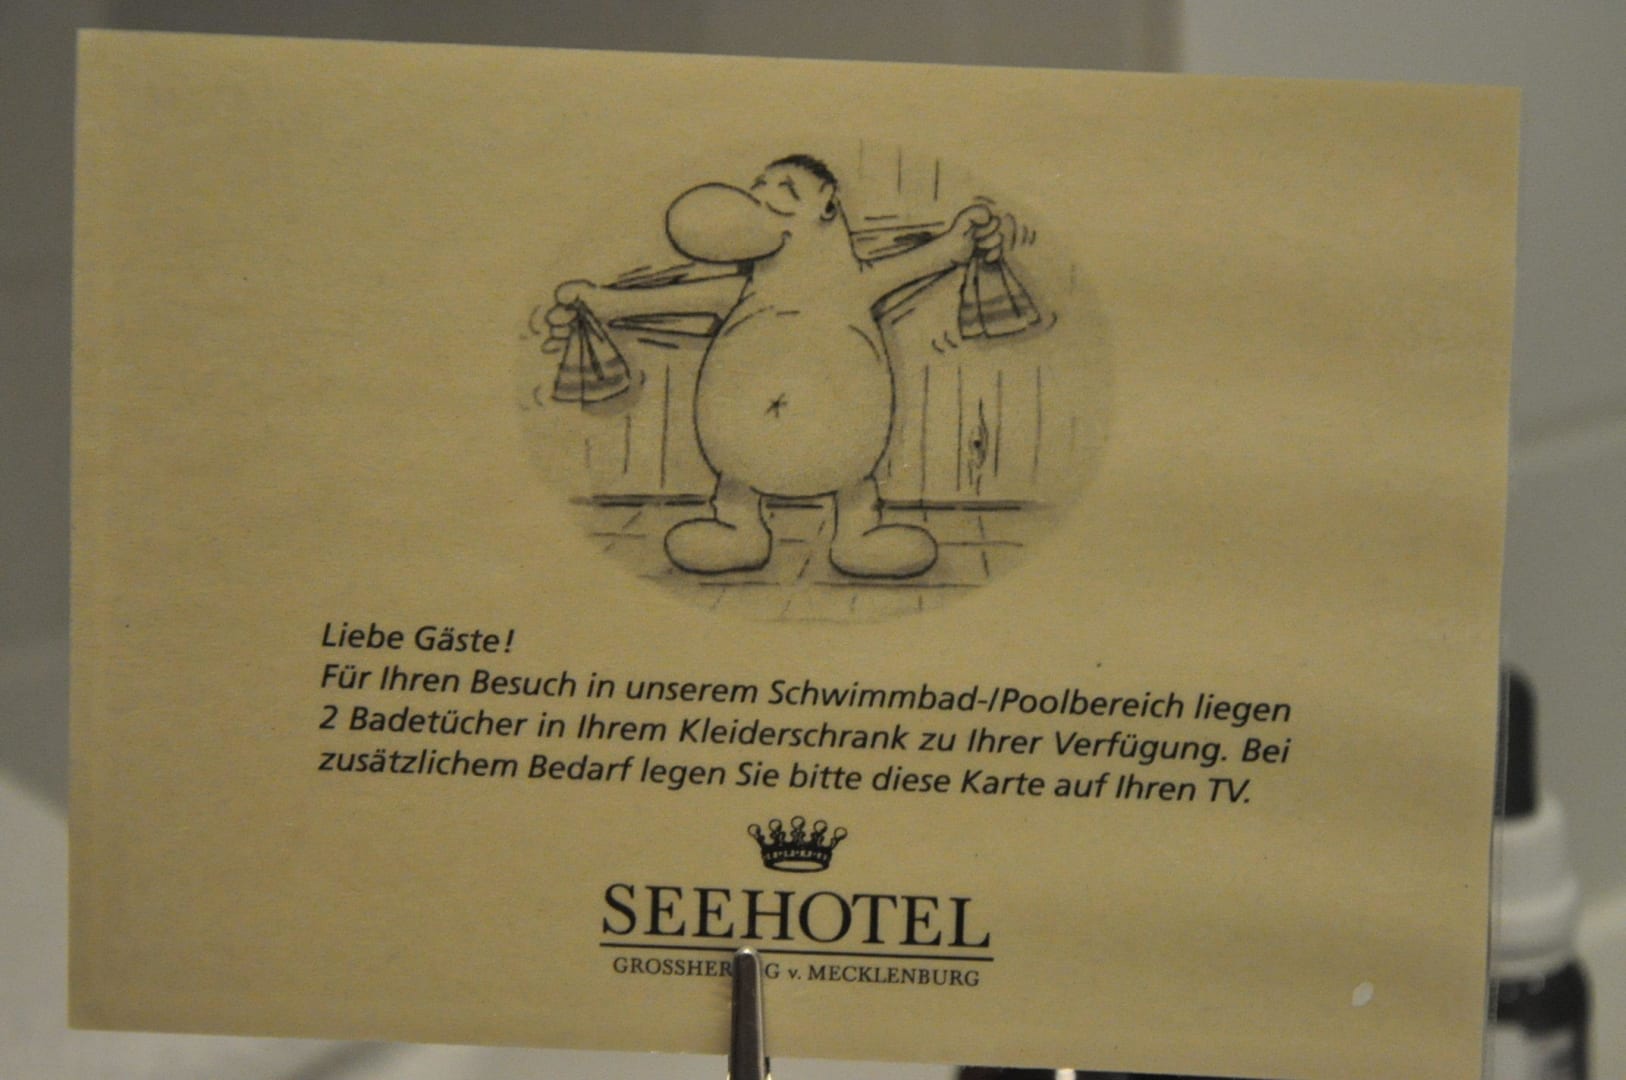 Liebe Gäste!
Für Ihren Besuch in unserem Schwimmbad-/Poolbereich liegen
2 Badetücher in Ihrem Kleiderschrank zu Ihrer Verfügung. Bei
zusätzlichem Bedarf legen Sie bitte diese Karte auf Ihren TV.
SEEHOTEL
v. MECKLENBURG